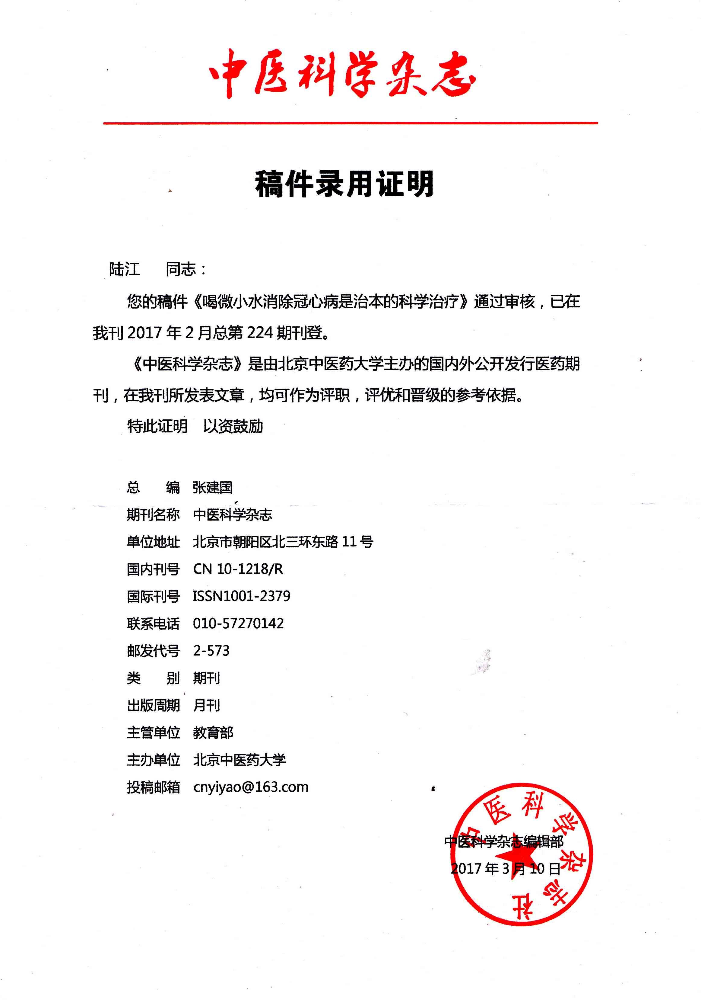 中医科学杂志
稿件录用证明
陆江 同志：
您的稿件《喝微小水消除冠心病是治本的科学治疗》通过审核，已在
我刊 2017 年 2 月总第 224 期刊登。
《中医科学杂志》是由北京中医药大学主办的国内外公开发行医药期
刊，在我刊所发表文章，均可作为评职，评优和晋级的参考依据。
特此证明 以资鼓励
总 编 张建国
期刊名称 中医科学杂志
单位地址 北京市朝阳区北三环东路 11 号
国内刊号 CN 10-1218/R
国际刊号 ISSN1001-2379
联系电话 010-57270142
邮发代号 2-573
类 别 期刊
出版周期 月刊
主管单位 教育部
主办单位 北京中医药大学
投稿邮箱 cnyiyao@163.com
中医科学杂志社
中医科学杂志编辑部
2017 年 3 月 10 日